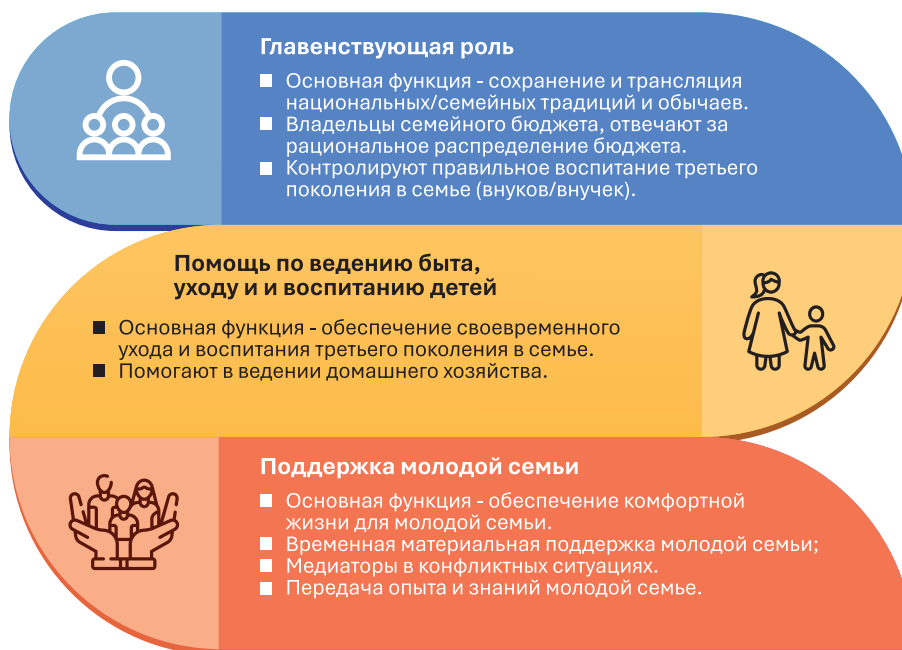 Главенствующая роль
■ Основная функция - сохранение и трансляция
национальных/семейных традиций и обычаев.
■ Владельцы семейного бюджета, отвечают за
рациональное распределение бюджета.
■ Контролируют правильное воспитание третьего
поколения в семье (внуков/внучек).
Помощь по ведению быта,
уходу и и воспитанию детей
■ Основная функция - обеспечение своевременного
ухода и воспитания третьего поколения в семье.
■ Помогают в ведении домашнего хозяйства.
Поддержка молодой семьи
■ Основная функция - обеспечение комфортной
жизни для молодой семьи.
■ Временная материальная поддержка молодой семьи;
■ Медиаторы в конфликтных ситуациях.
■ Передача опыта и знаний молодой семье.